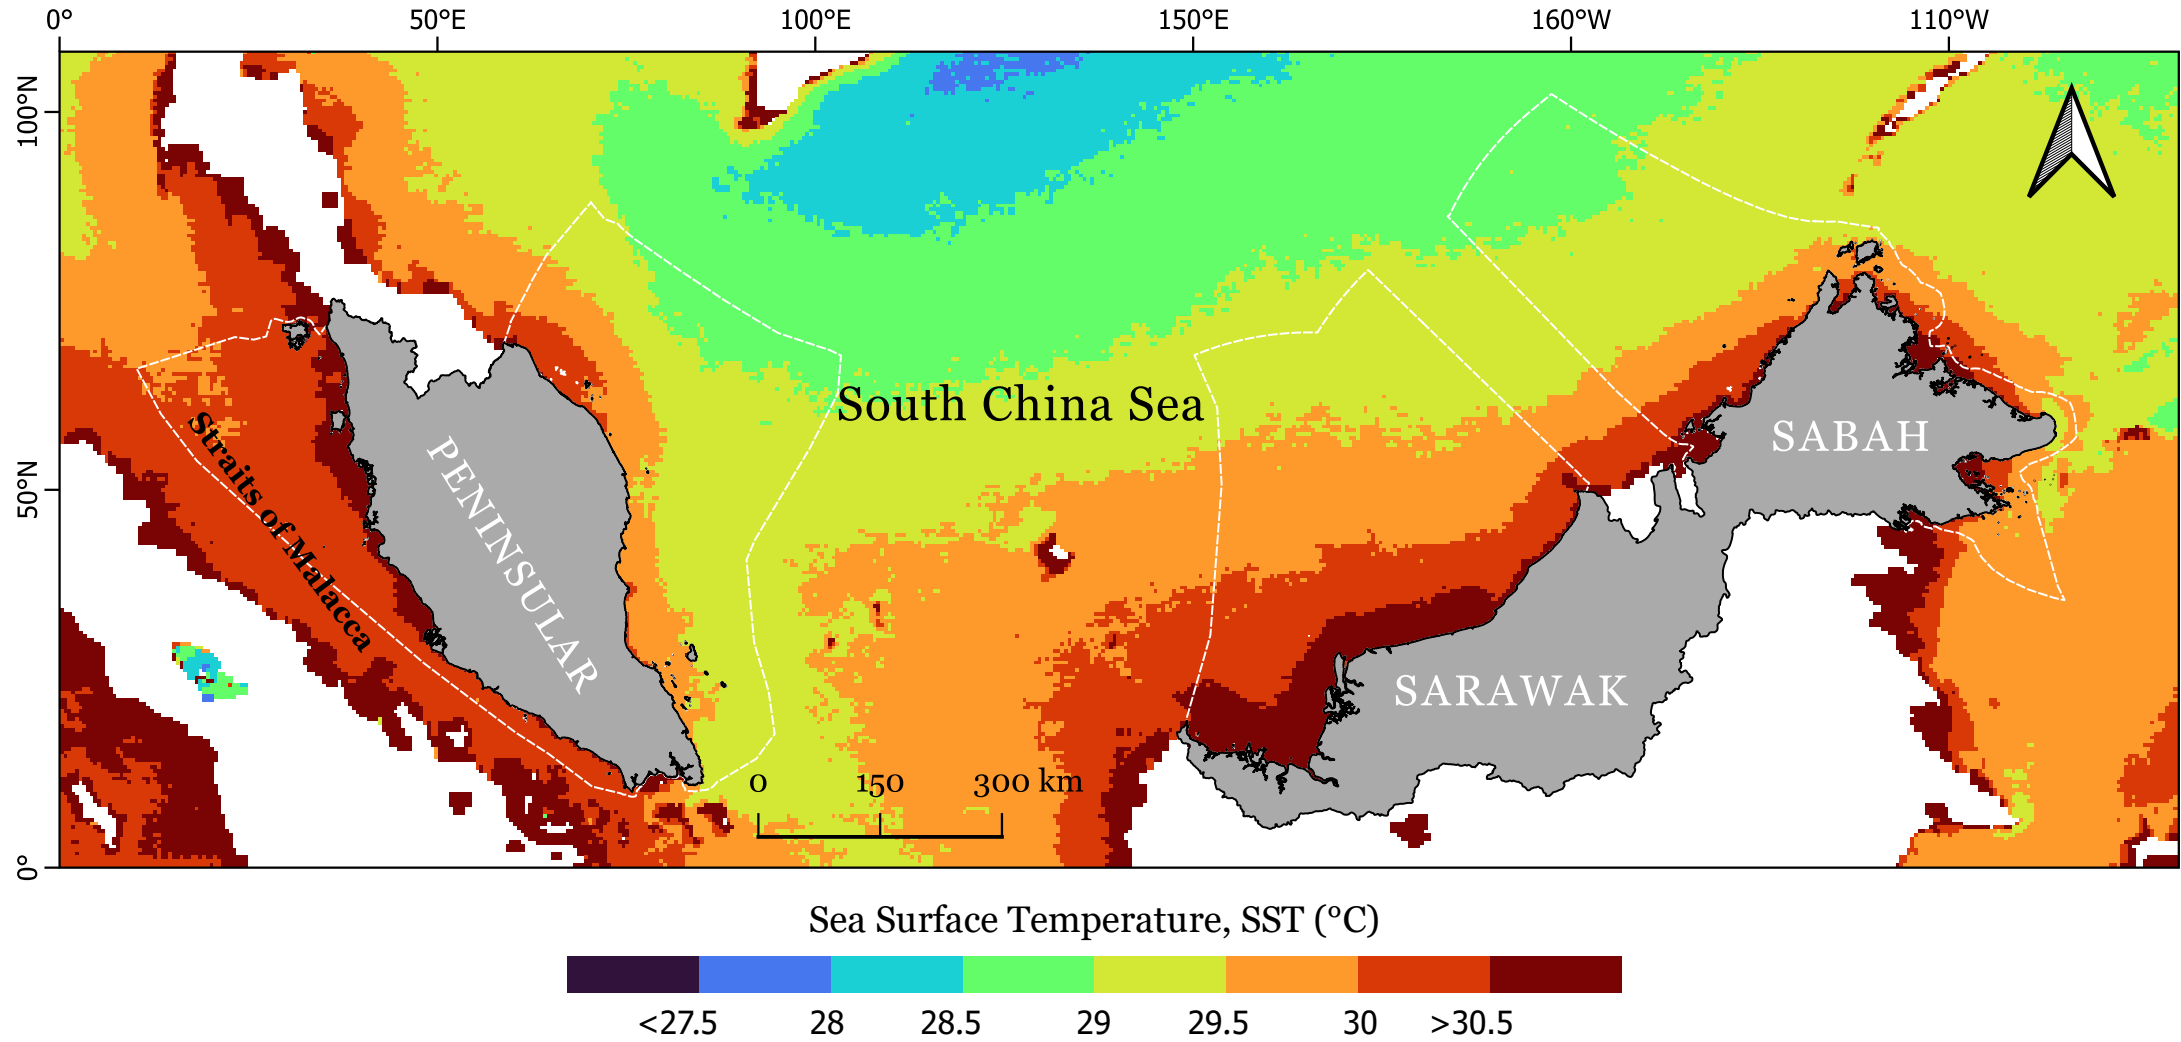 0° 50°E 100°E 150°E 160°W 110°W
100°N
50°N
0°
South China Sea
Straits of Malacca
PENINSULAR
SABAH
SARAWAK
0 150 300 km
Sea Surface Temperature, SST (°C)
<27.5 28 28.5 29 29.5 30 >30.5